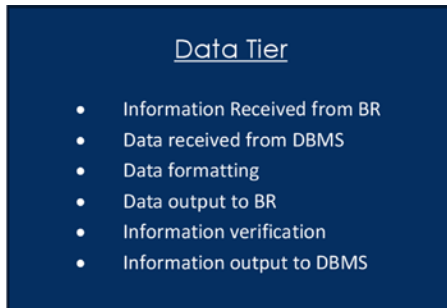 Data Tier
• Information Received from BR
• Data received from DBMS
• Data formatting
• Data output to BR
• Information verification
• Information output to DBMS